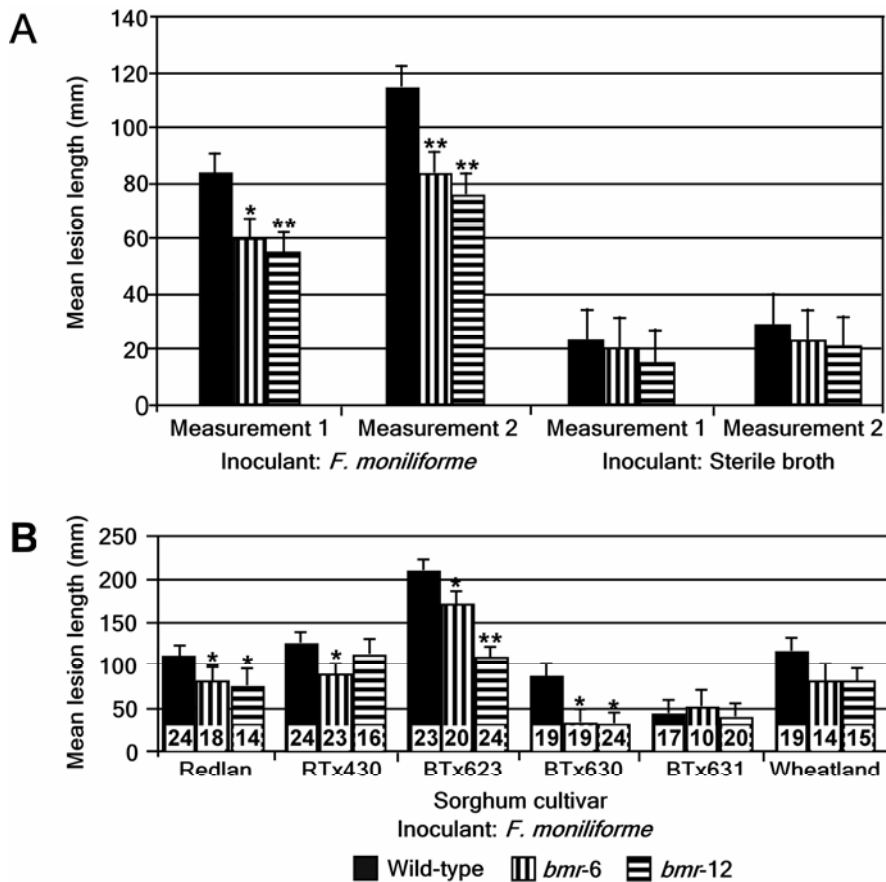 A
Mean lesion length (mm)
140
120
100
80
60
40
20
0
* ** ** **
Measurement 1 Measurement 2 Measurement 1 Measurement 2
Inoculant: F. moniliforme Inoculant: Sterile broth
B
Mean lesion length (mm)
250
200
150
100
50
0
* * * * ** * *
24 18 14 24 23 16 23 20 24 19 19 24 17 10 20 19 14 15
Redlan RTx430 BTx623 BTx630 BTx631 Wheatland
Sorghum cultivar
Inoculant: F. moniliforme
Wild-type bmr-6 bmr-12